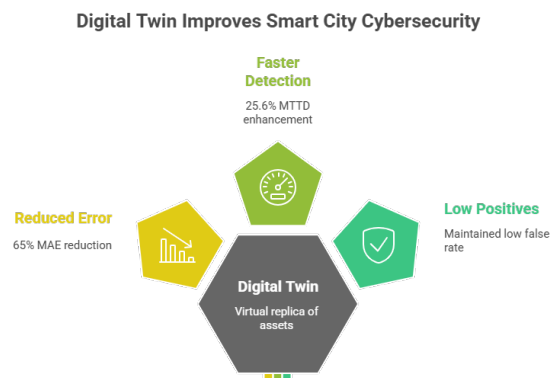 Digital Twin Improves Smart City Cybersecurity
Faster
Detection
25.6% MTTD
enhancement
Reduced Error
65% MAE reduction
Low Positives
Maintained low false
rate
Digital Twin
Virtual replica of
assets